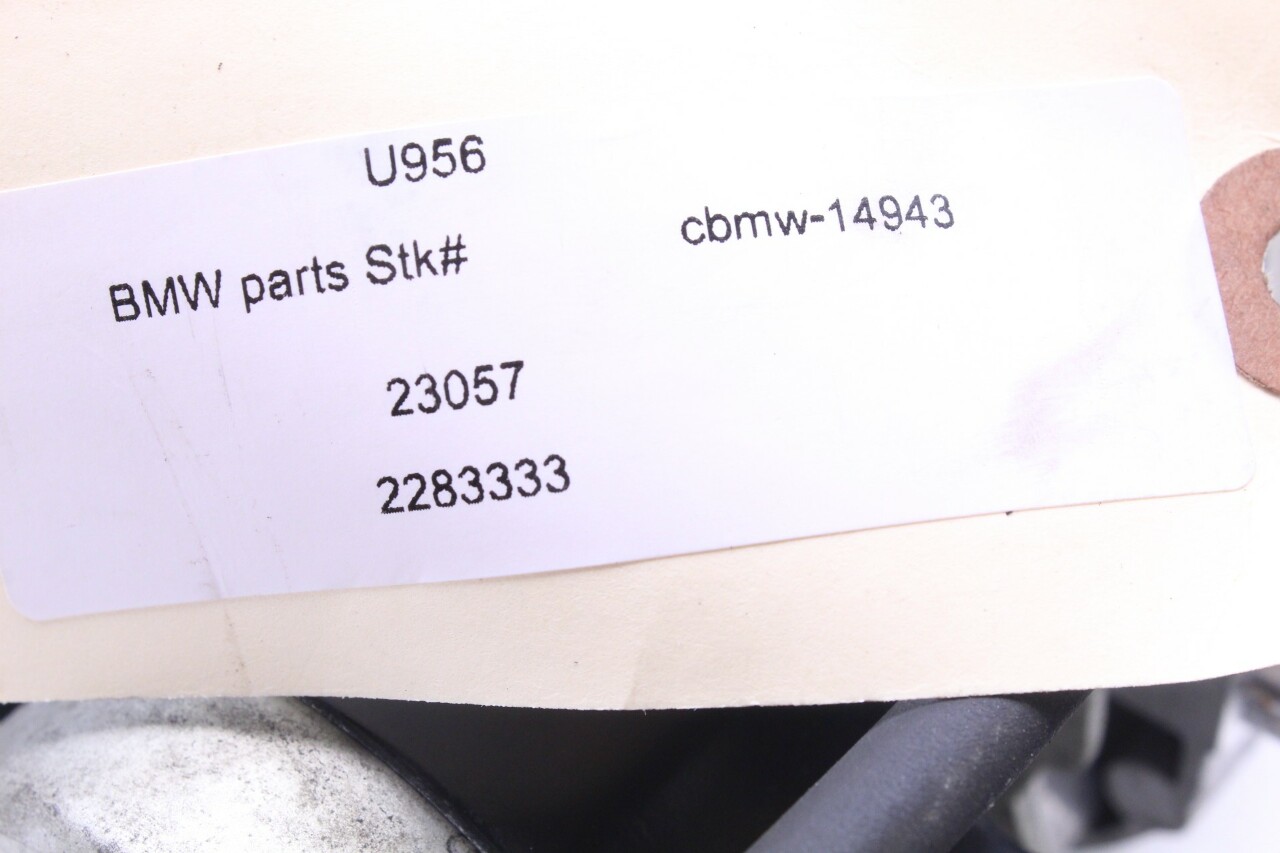 U956
cbmw-14943
BMW parts Stk#
23057
2283333